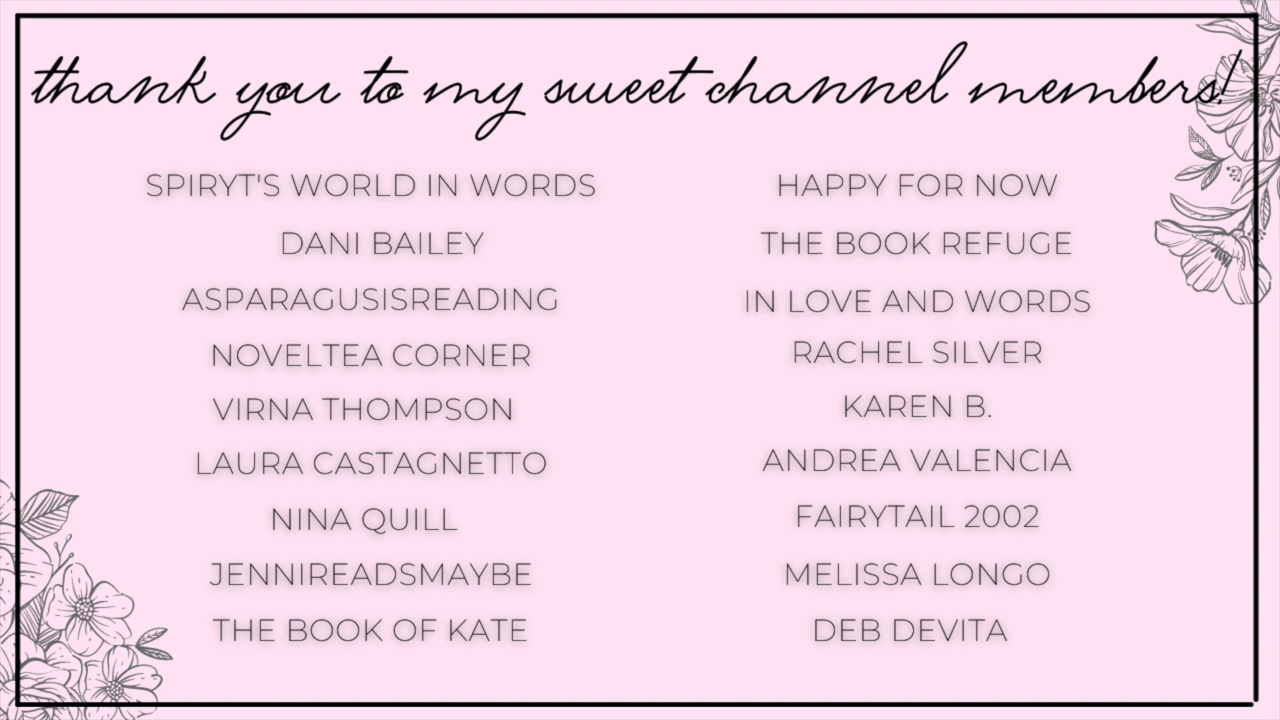 thank you to my sweet channel members!
SPIRYT'S WORLD IN WORDS
DANI BAILEY
ASPARAGUSISREADING
NOVELTEA CORNER
VIRNA THOMPSON
LAURA CASTAGNETTO
NINA QUILL
JENNIREADSMAYBE
THE BOOK OF KATE
HAPPY FOR NOW
THE BOOK REFUGE
IN LOVE AND WORDS
RACHEL SILVER
KAREN B.
ANDREA VALENCIA
FAIRYTAIL 2002
MELISSA LONGO
DEB DEVITA